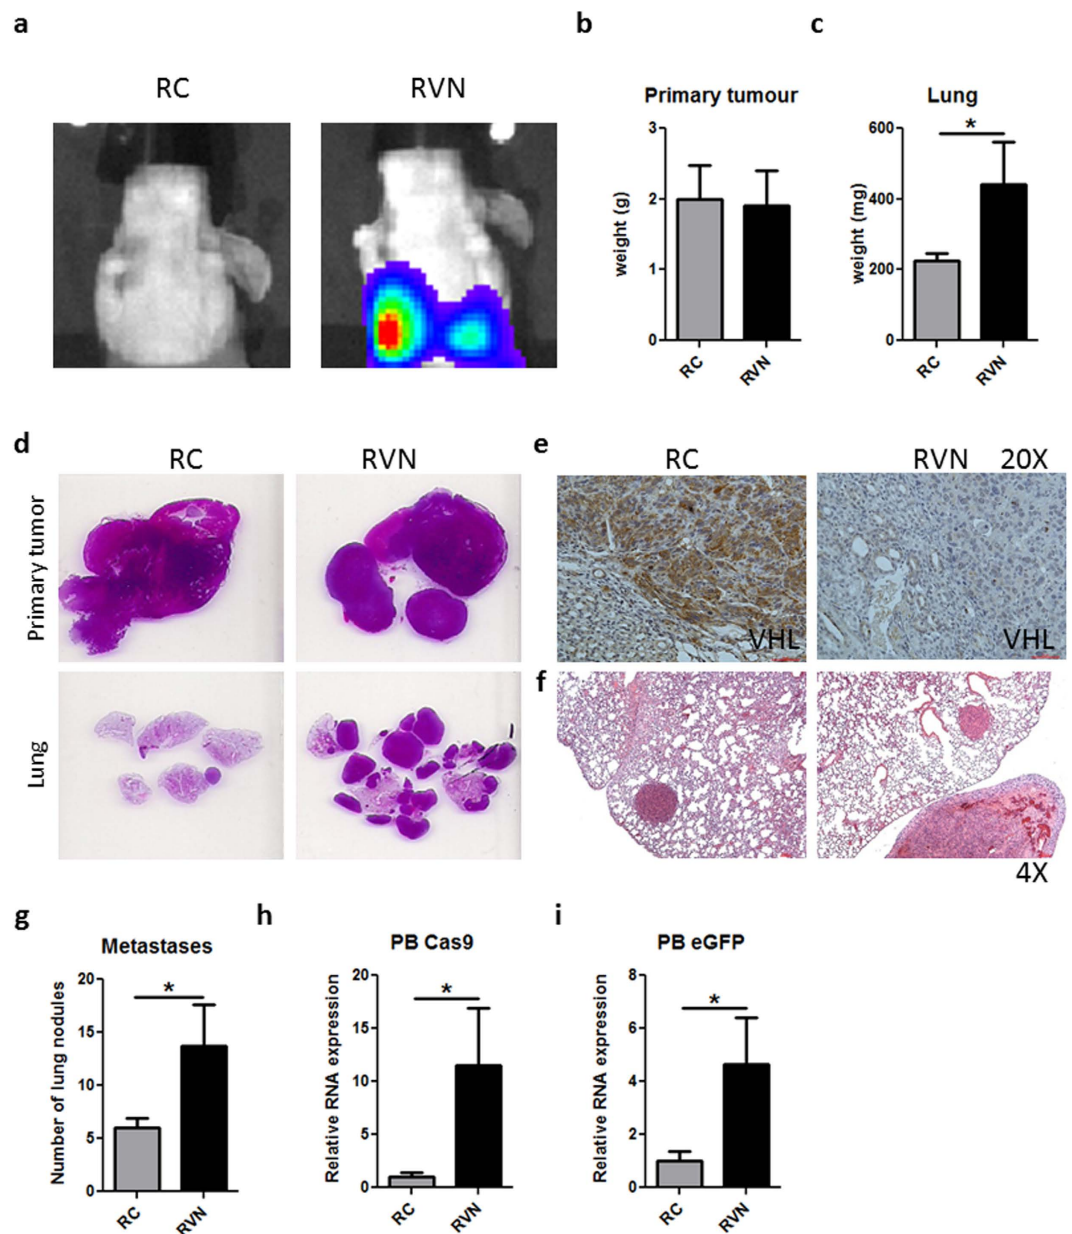 a
RC
RVN
b
Primary tumour
weight (g)
3
2
1
0
RC
RVN
c
Lung
weight (mg)
600
400
200
0
*
RC
RVN
d
RC
RVN
Primary tumor
Lung
e
RC
RVN 20X
VHL
VHL
f
4X
g
Metastases
Number of lung nodules
20
15
10
5
0
*
RC
RVN
h
PB Cas9
Relative RNA expression
20
15
10
5
0
*
RC
RVN
i
PB eGFP
Relative RNA expression
8
6
4
2
0
*
RC
RVN